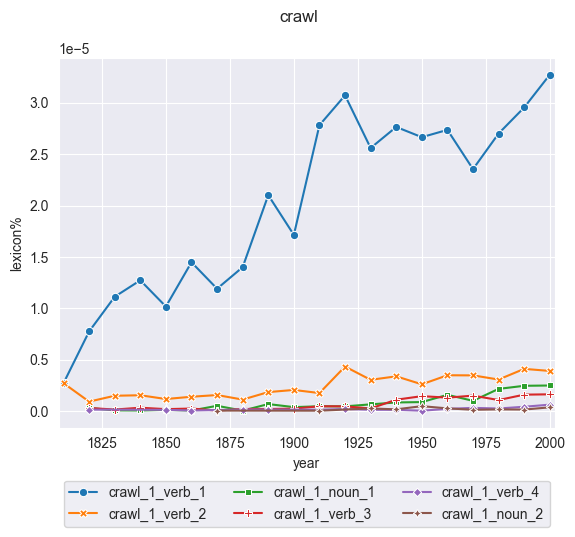 crawl
1e−5
3.0
2.5
2.0
1.5
1.0
0.5
0.0
lexicon%
1825 1850 1875 1900 1925 1950 1975 2000
year
crawl_1_verb_1 crawl_1_noun_1 crawl_1_verb_4
crawl_1_verb_2 crawl_1_verb_3 crawl_1_noun_2